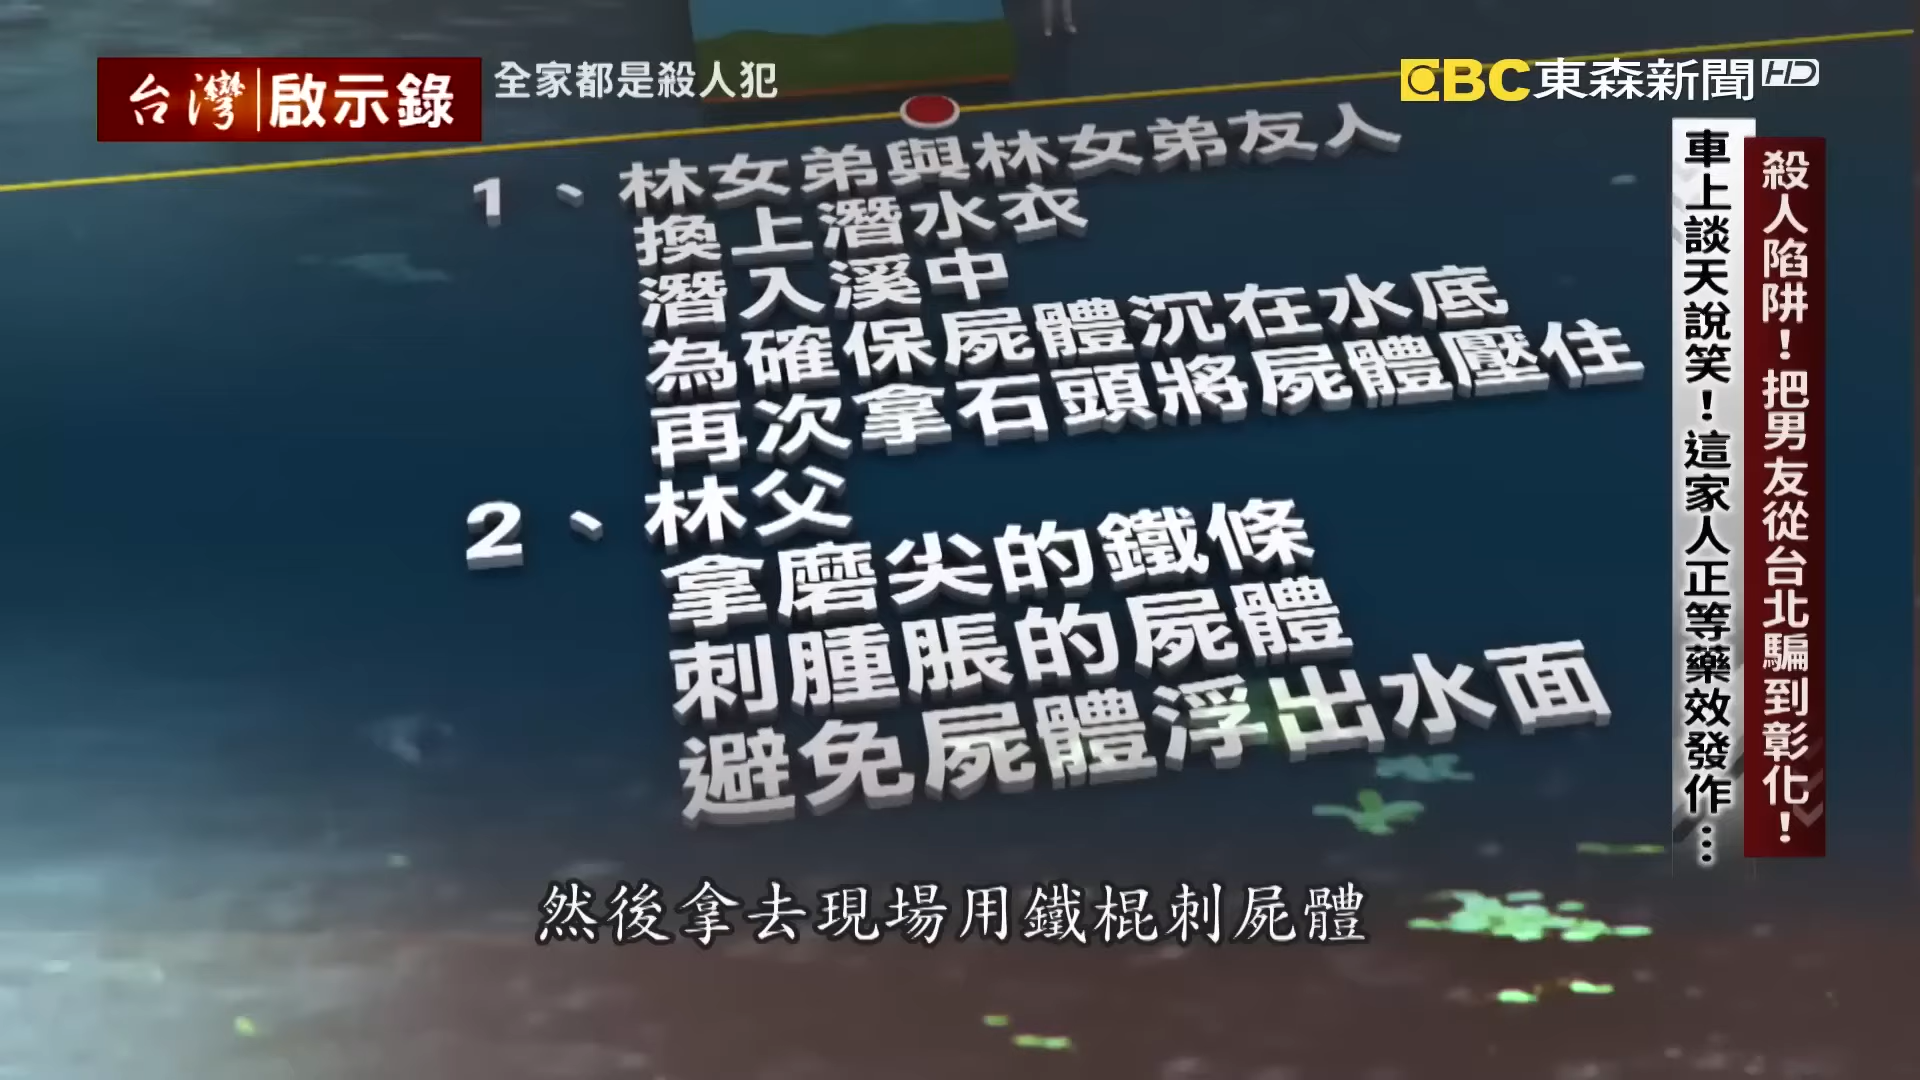 台灣啟示錄
全家都是殺人犯
EBC東森新聞HD
1、林女弟與林女弟友人
換上潛水衣
潛入溪中
為確保屍體沉在水底
再次拿石頭將屍體壓住
2、林父
拿磨尖的鐵條
刺腫脹的屍體
避免屍體浮出水面
殺人陷阱！把男友從台北騙到彰化！
車上談天說笑！這家人正等藥效發作…
然後拿去現場用鐵棍刺屍體